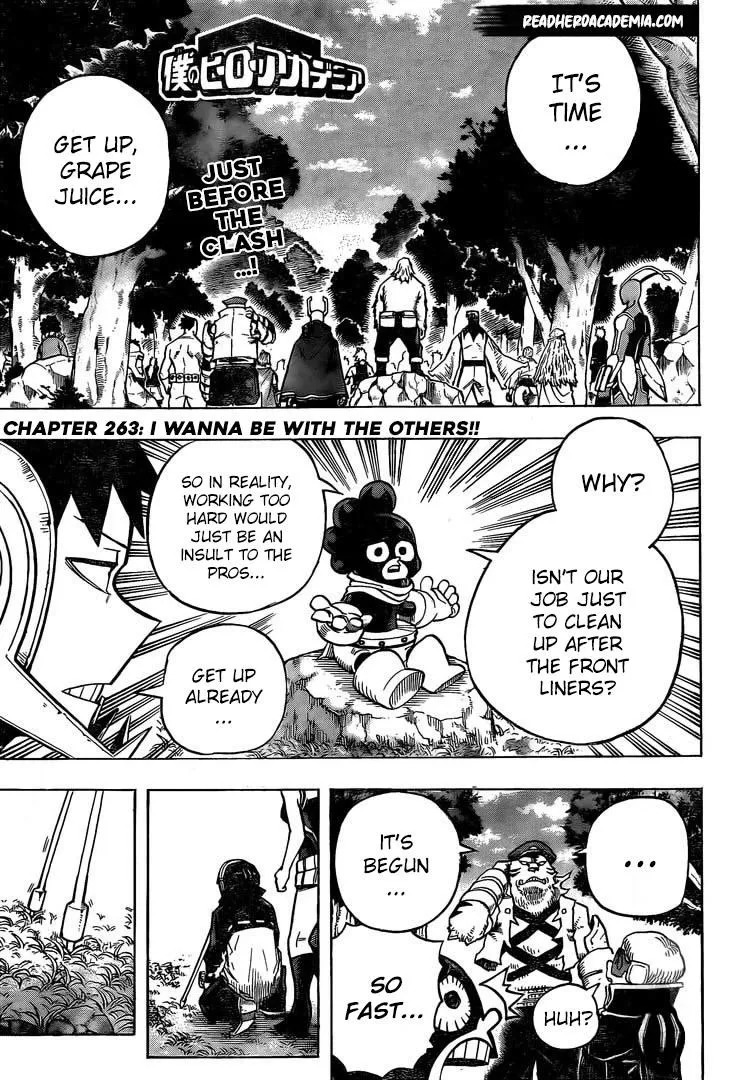 READHEROACADEMIA.COM
僕のヒーローアカデミア
IT'S
TIME
...
GET UP,
GRAPE
JUICE...
JUST
BEFORE
THE
CLASH
...!
CHAPTER 263: I WANNA BE WITH THE OTHERS!!
WHY?
ISN'T OUR
JOB JUST
TO CLEAN
UP AFTER
THE FRONT
LINERS?
SO IN REALITY,
WORKING TOO
HARD WOULD
JUST BE AN
INSULT TO THE
PROS...
GET UP
ALREADY
...
...
IT'S
BEGUN
...
HUH?
SO
FAST...